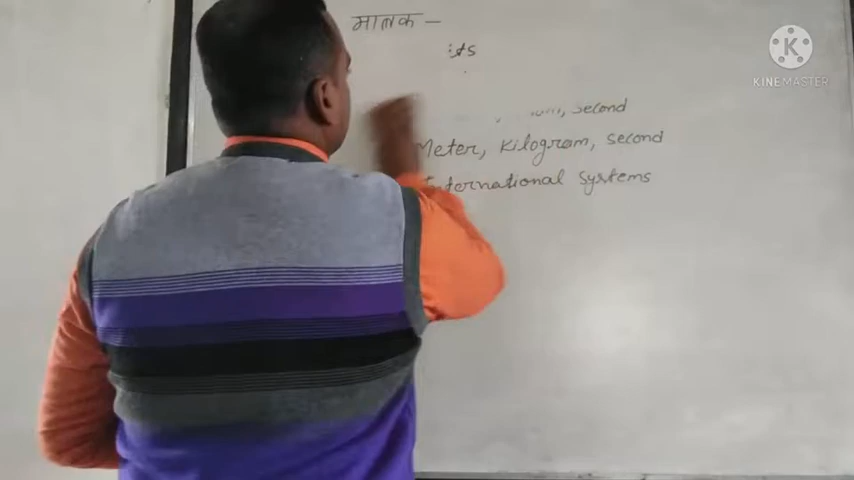 मात्रक –
its
, second
Meter, Kilogram, Second
International Systems
K
KINEMASTER